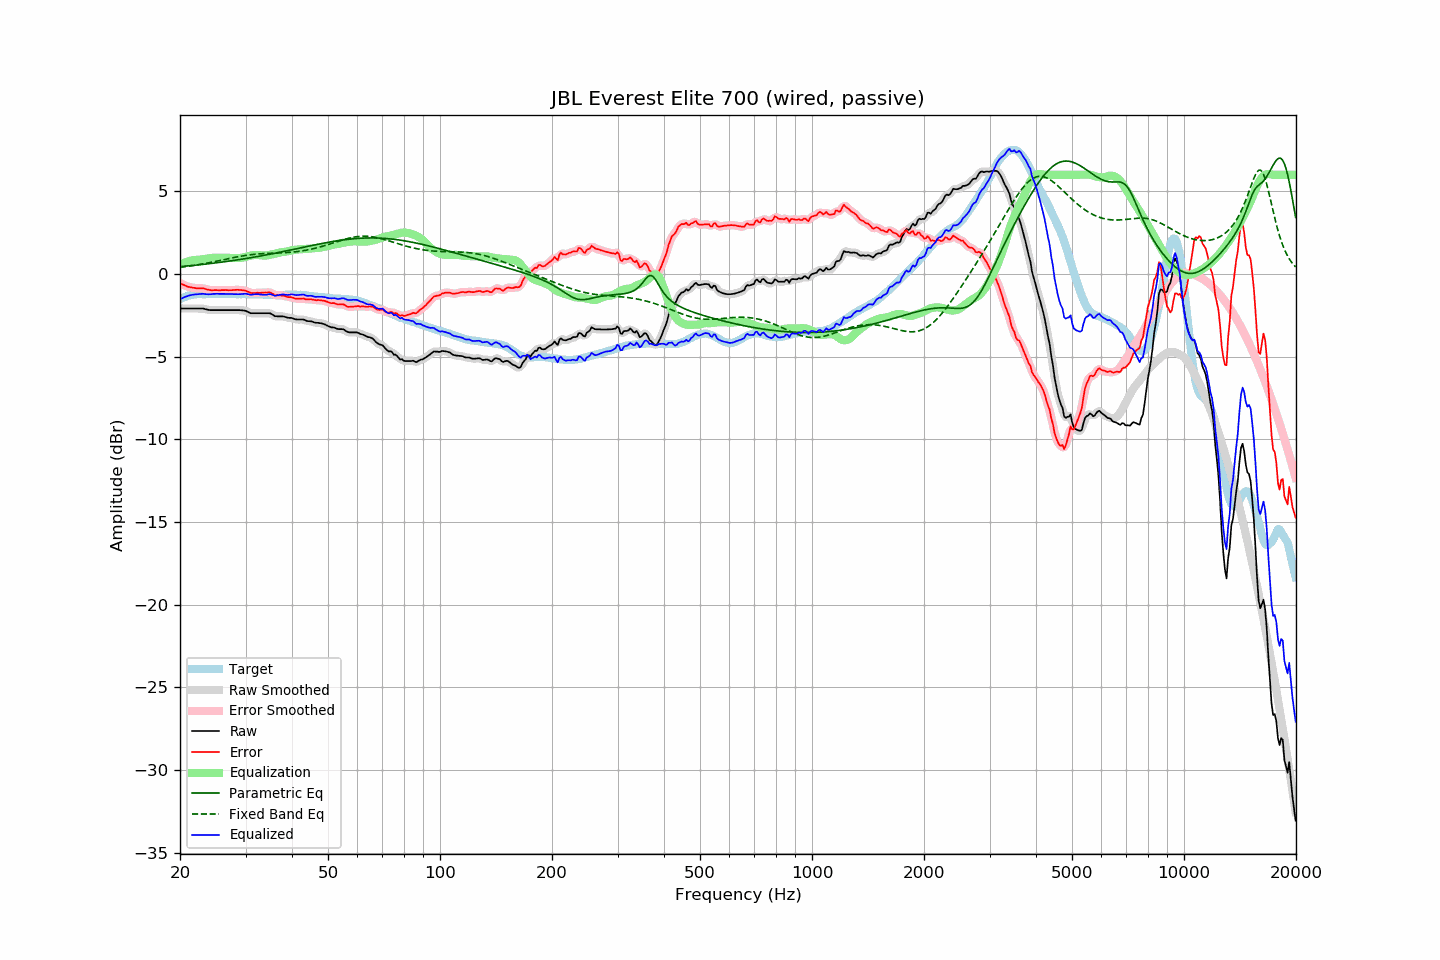 JBL Everest Elite 700 (wired, passive)
Amplitude (dBr)
5
0
−5
−10
−15
−20
−25
−30
−35
Target
Raw Smoothed
Error Smoothed
Raw
Error
Equalization
Parametric Eq
Fixed Band Eq
Equalized
20 50 100 200 500 1000 2000 5000 10000 20000
Frequency (Hz)